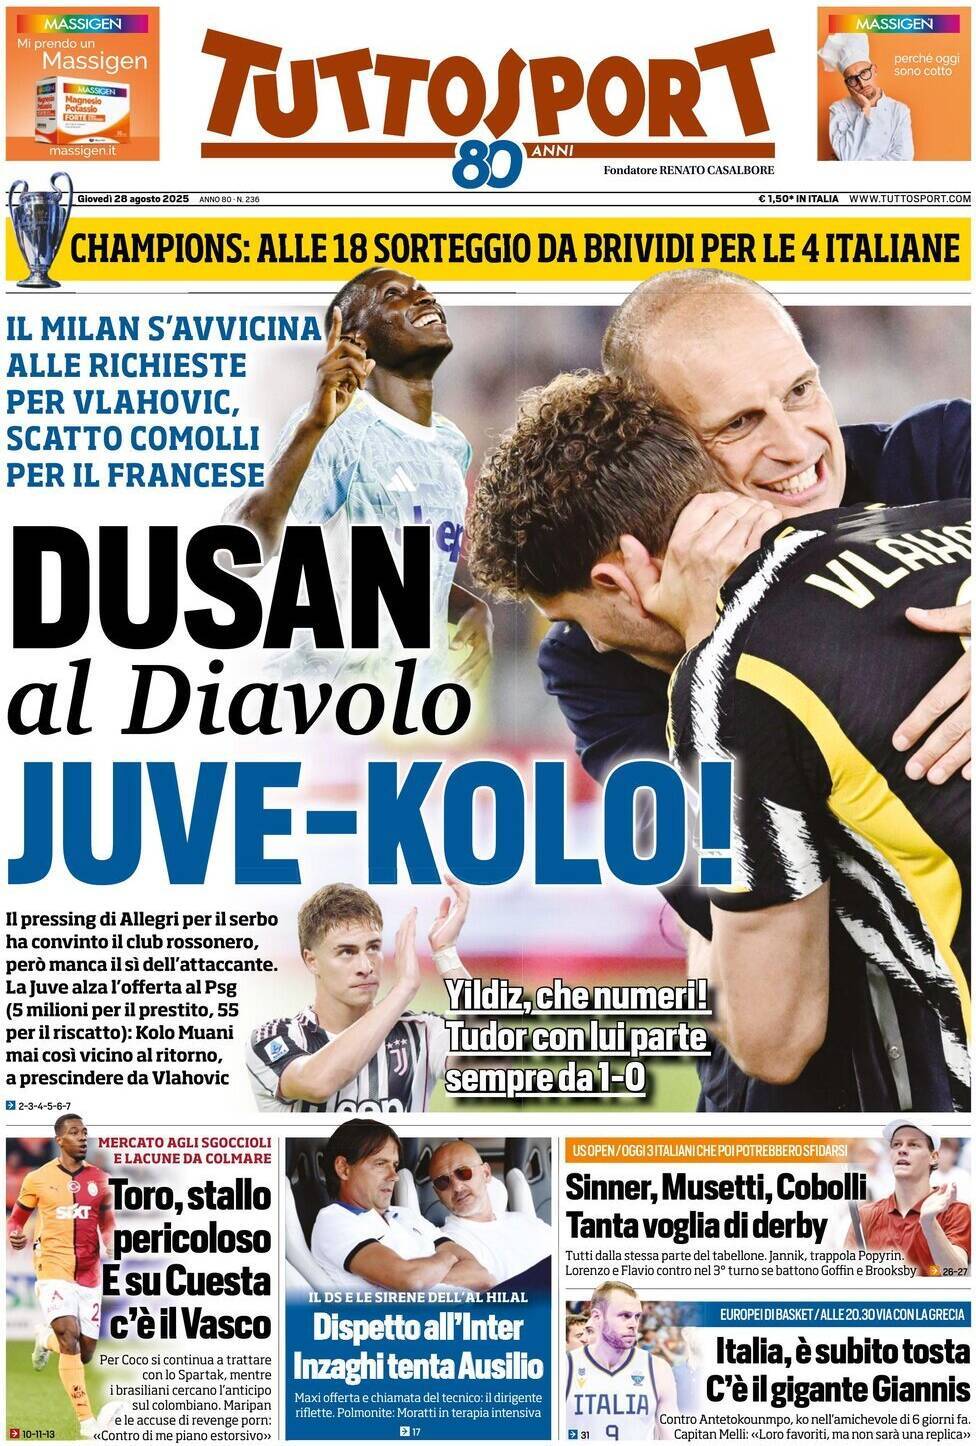 MASSIGEN
Mi prendo un
Massigen
MASSIGEN
Magnesio
Potassio
FORTE
massigen.it
TUTTOSPORT
80 ANNI
Fondatore RENATO CASALBORE
MASSIGEN
perché oggi
sono cotto
Giovedì 28 agosto 2025 ANNO 80 - N. 236
€ 1,50* IN ITALIA WWW.TUTTOSPORT.COM
CHAMPIONS: ALLE 18 SORTEGGIO DA BRIVIDI PER LE 4 ITALIANE
IL MILAN S'AVVICINA
ALLE RICHIESTE
PER VLAHOVIC,
SCATTO COMOLLI
PER IL FRANCESE
Jeep
VLAHO
DUSAN
al Diavolo
JUVE-KOLO!
Il pressing di Allegri per il serbo
ha convinto il club rossonero,
però manca il sì dell'attaccante.
La Juve alza l'offerta al Psg
(5 milioni per il prestito, 55
per il riscatto): Kolo Muani
mai così vicino al ritorno,
a prescindere da Vlahovic
2-3-4-5-6-7
Yildiz, che numeri!
Tudor con lui parte
sempre da 1-0
Jeep
MERCATO AGLI SGOCCIOLI
E LACUNE DA COLMARE
Toro, stallo
pericoloso
E su Cuesta
c'è il Vasco
SIXT
2
Per Coco si continua a trattare
con lo Spartak, mentre
i brasiliani cercano l'anticipo
sul colombiano. Maripan
e le accuse di revenge porn:
«Contro di me piano estorsivo»
10-11-13
IL DS E LE SIRENE DELL'AL HILAL
Dispetto all'Inter
Inzaghi tenta Ausilio
Maxi offerta e chiamata del tecnico: il dirigente
riflette. Polmonite: Moratti in terapia intensiva
17
US OPEN/OGGI 3 ITALIANI CHE POI POTREBBERO SFIDARSI
Sinner, Musetti, Cobolli
Tanta voglia di derby
Tutti dalla stessa parte del tabellone. Jannik, trappola Popyrin.
Lorenzo e Flavio contro nel 3° turno se battono Goffin e Brooksby
26-27
EUROPEI DI BASKET/ALLE 20.30 VIA CON LA GRECIA
Italia, è subito tosta
C'è il gigante Giannis
ITALIA
9
Contro Antetokounmpo, ko nell'amichevole di 6 giorni fa.
Capitan Melli: «Loro favoriti, ma non sarà una replica»
31